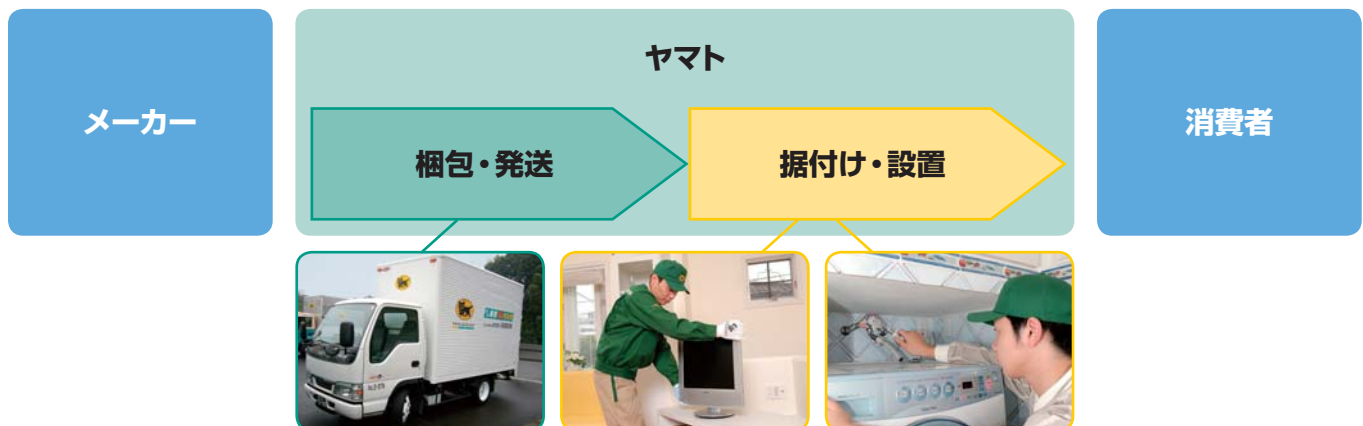 メーカー
ヤマト
梱包・発送
据付け・設置
消費者